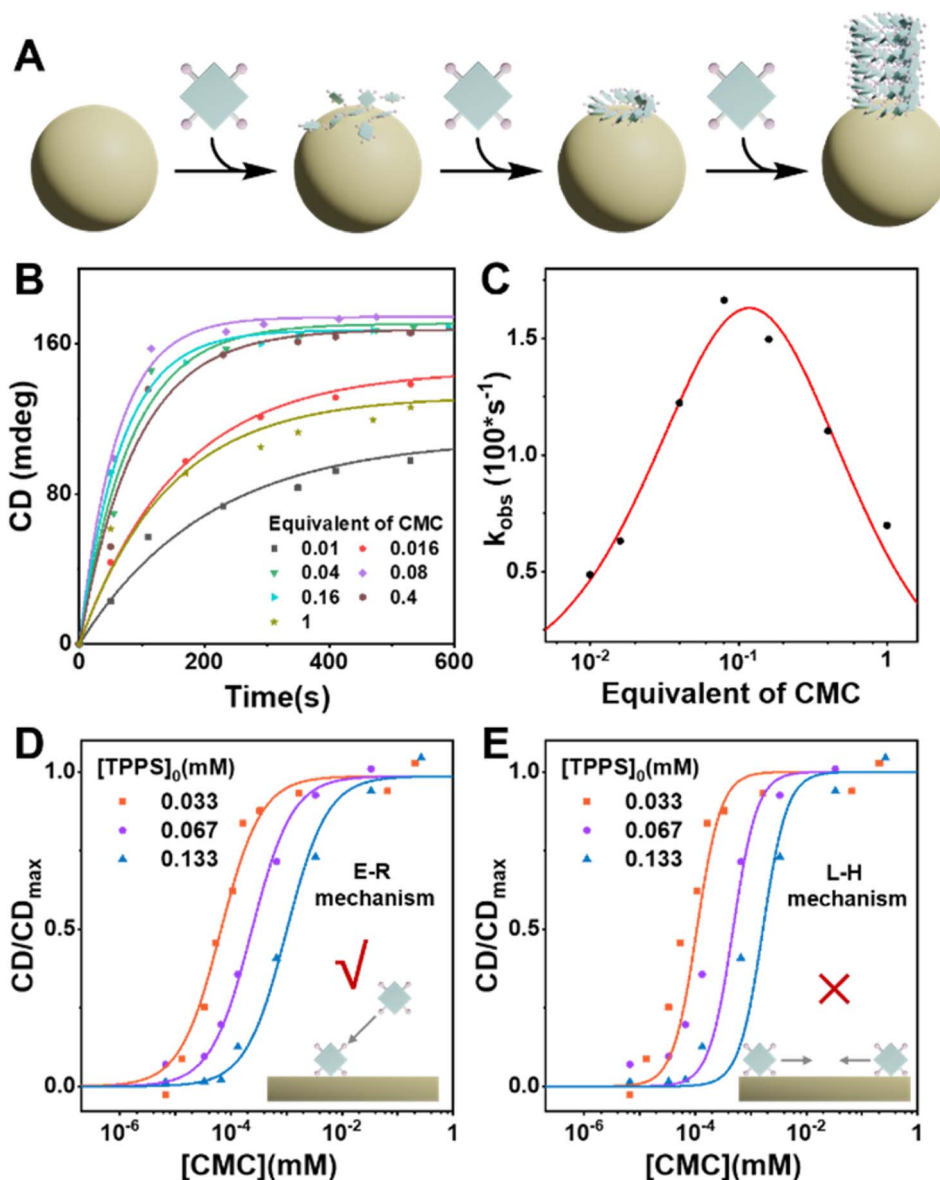 A
B
CD (mdeg)
160
80
0
0
200
400
600
Time(s)
Equivalent of CMC
0.01
0.016
0.04
0.08
0.16
0.4
1
C
k_obs (100*s⁻¹)
1.5
1.0
0.5
10⁻²
10⁻¹
10⁰
Equivalent of CMC
D
[TPPS]₀(mM)
0.033
0.067
0.133
E-R
mechanism
√
CD/CD_max
1.0
0.5
0.0
10⁻⁶
10⁻⁴
10⁻²
1
[CMC](mM)
E
[TPPS]₀(mM)
0.033
0.067
0.133
L-H
mechanism
×
CD/CD_max
1.0
0.5
0.0
10⁻⁶
10⁻⁴
10⁻²
1
[CMC](mM)